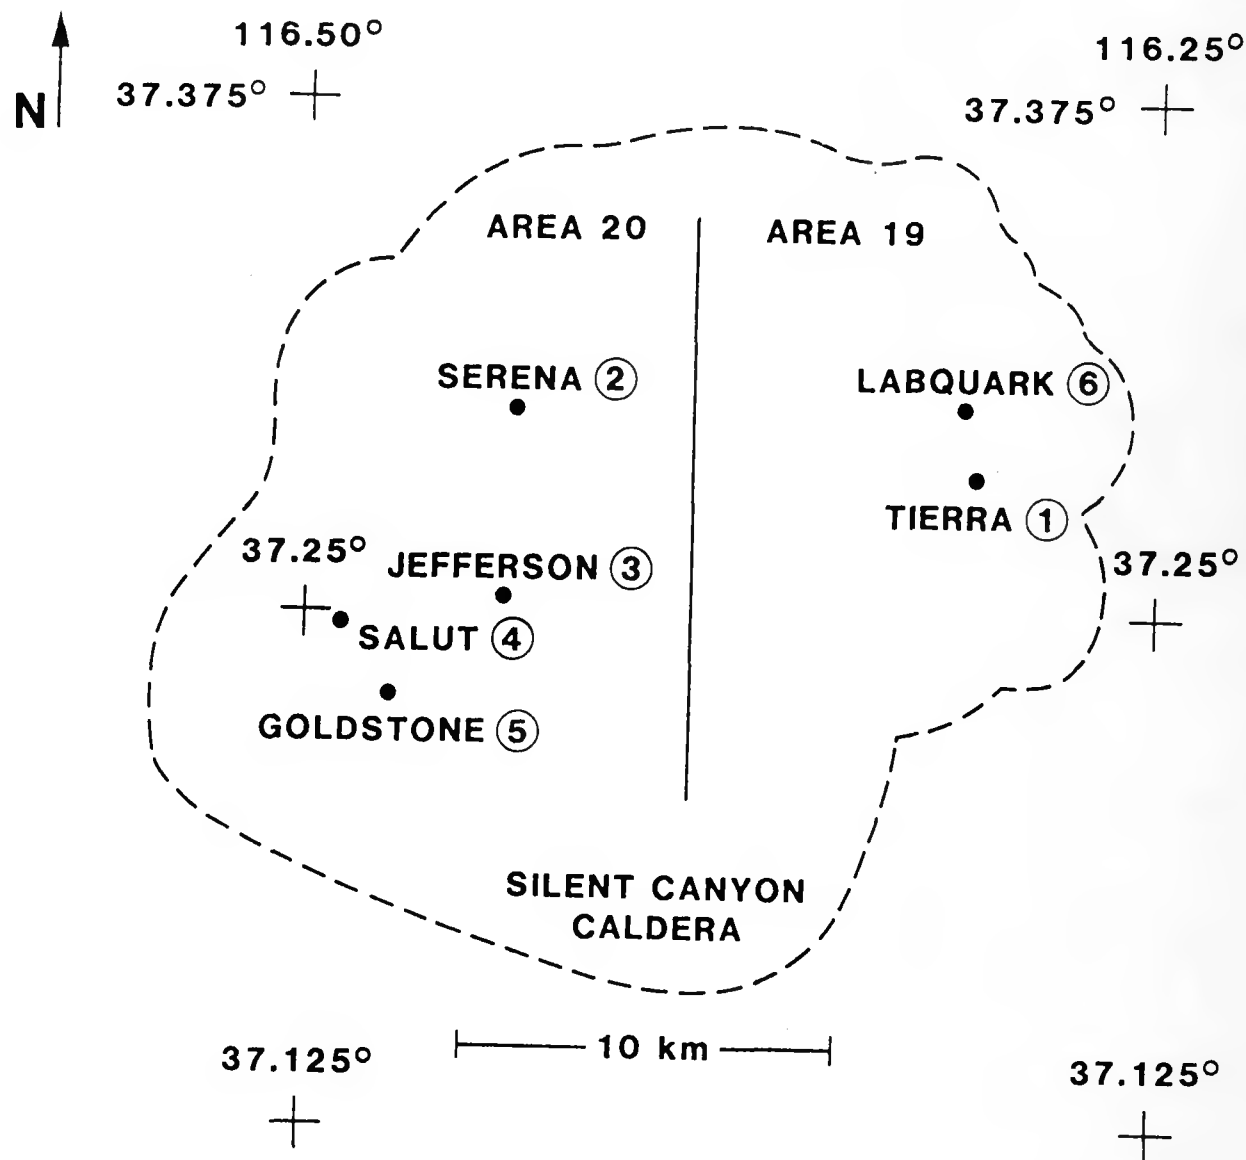 116.50°
116.25°
N
37.375°
37.375°
AREA 20
AREA 19
SERENA 2
LABQUARK 6
TIERRA 1
37.25°
JEFFERSON 3
37.25°
SALUT 4
GOLDSTONE 5
SILENT CANYON
CALDERA
10 km
37.125°
37.125°